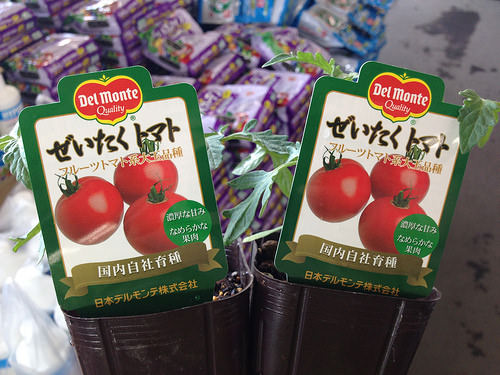 Del Monte
Quality
ぜいたくトマト
フルーツトマト系大玉品種
濃厚な甘み
なめらかな
果肉
国内自社育種
日本デルモンテ株式会社
Del Monte
Quality
ぜいたくトマト
フルーツトマト系大玉品種
濃厚な甘み
なめらかな
果肉
国内自社育種
日本デルモンテ株式会社